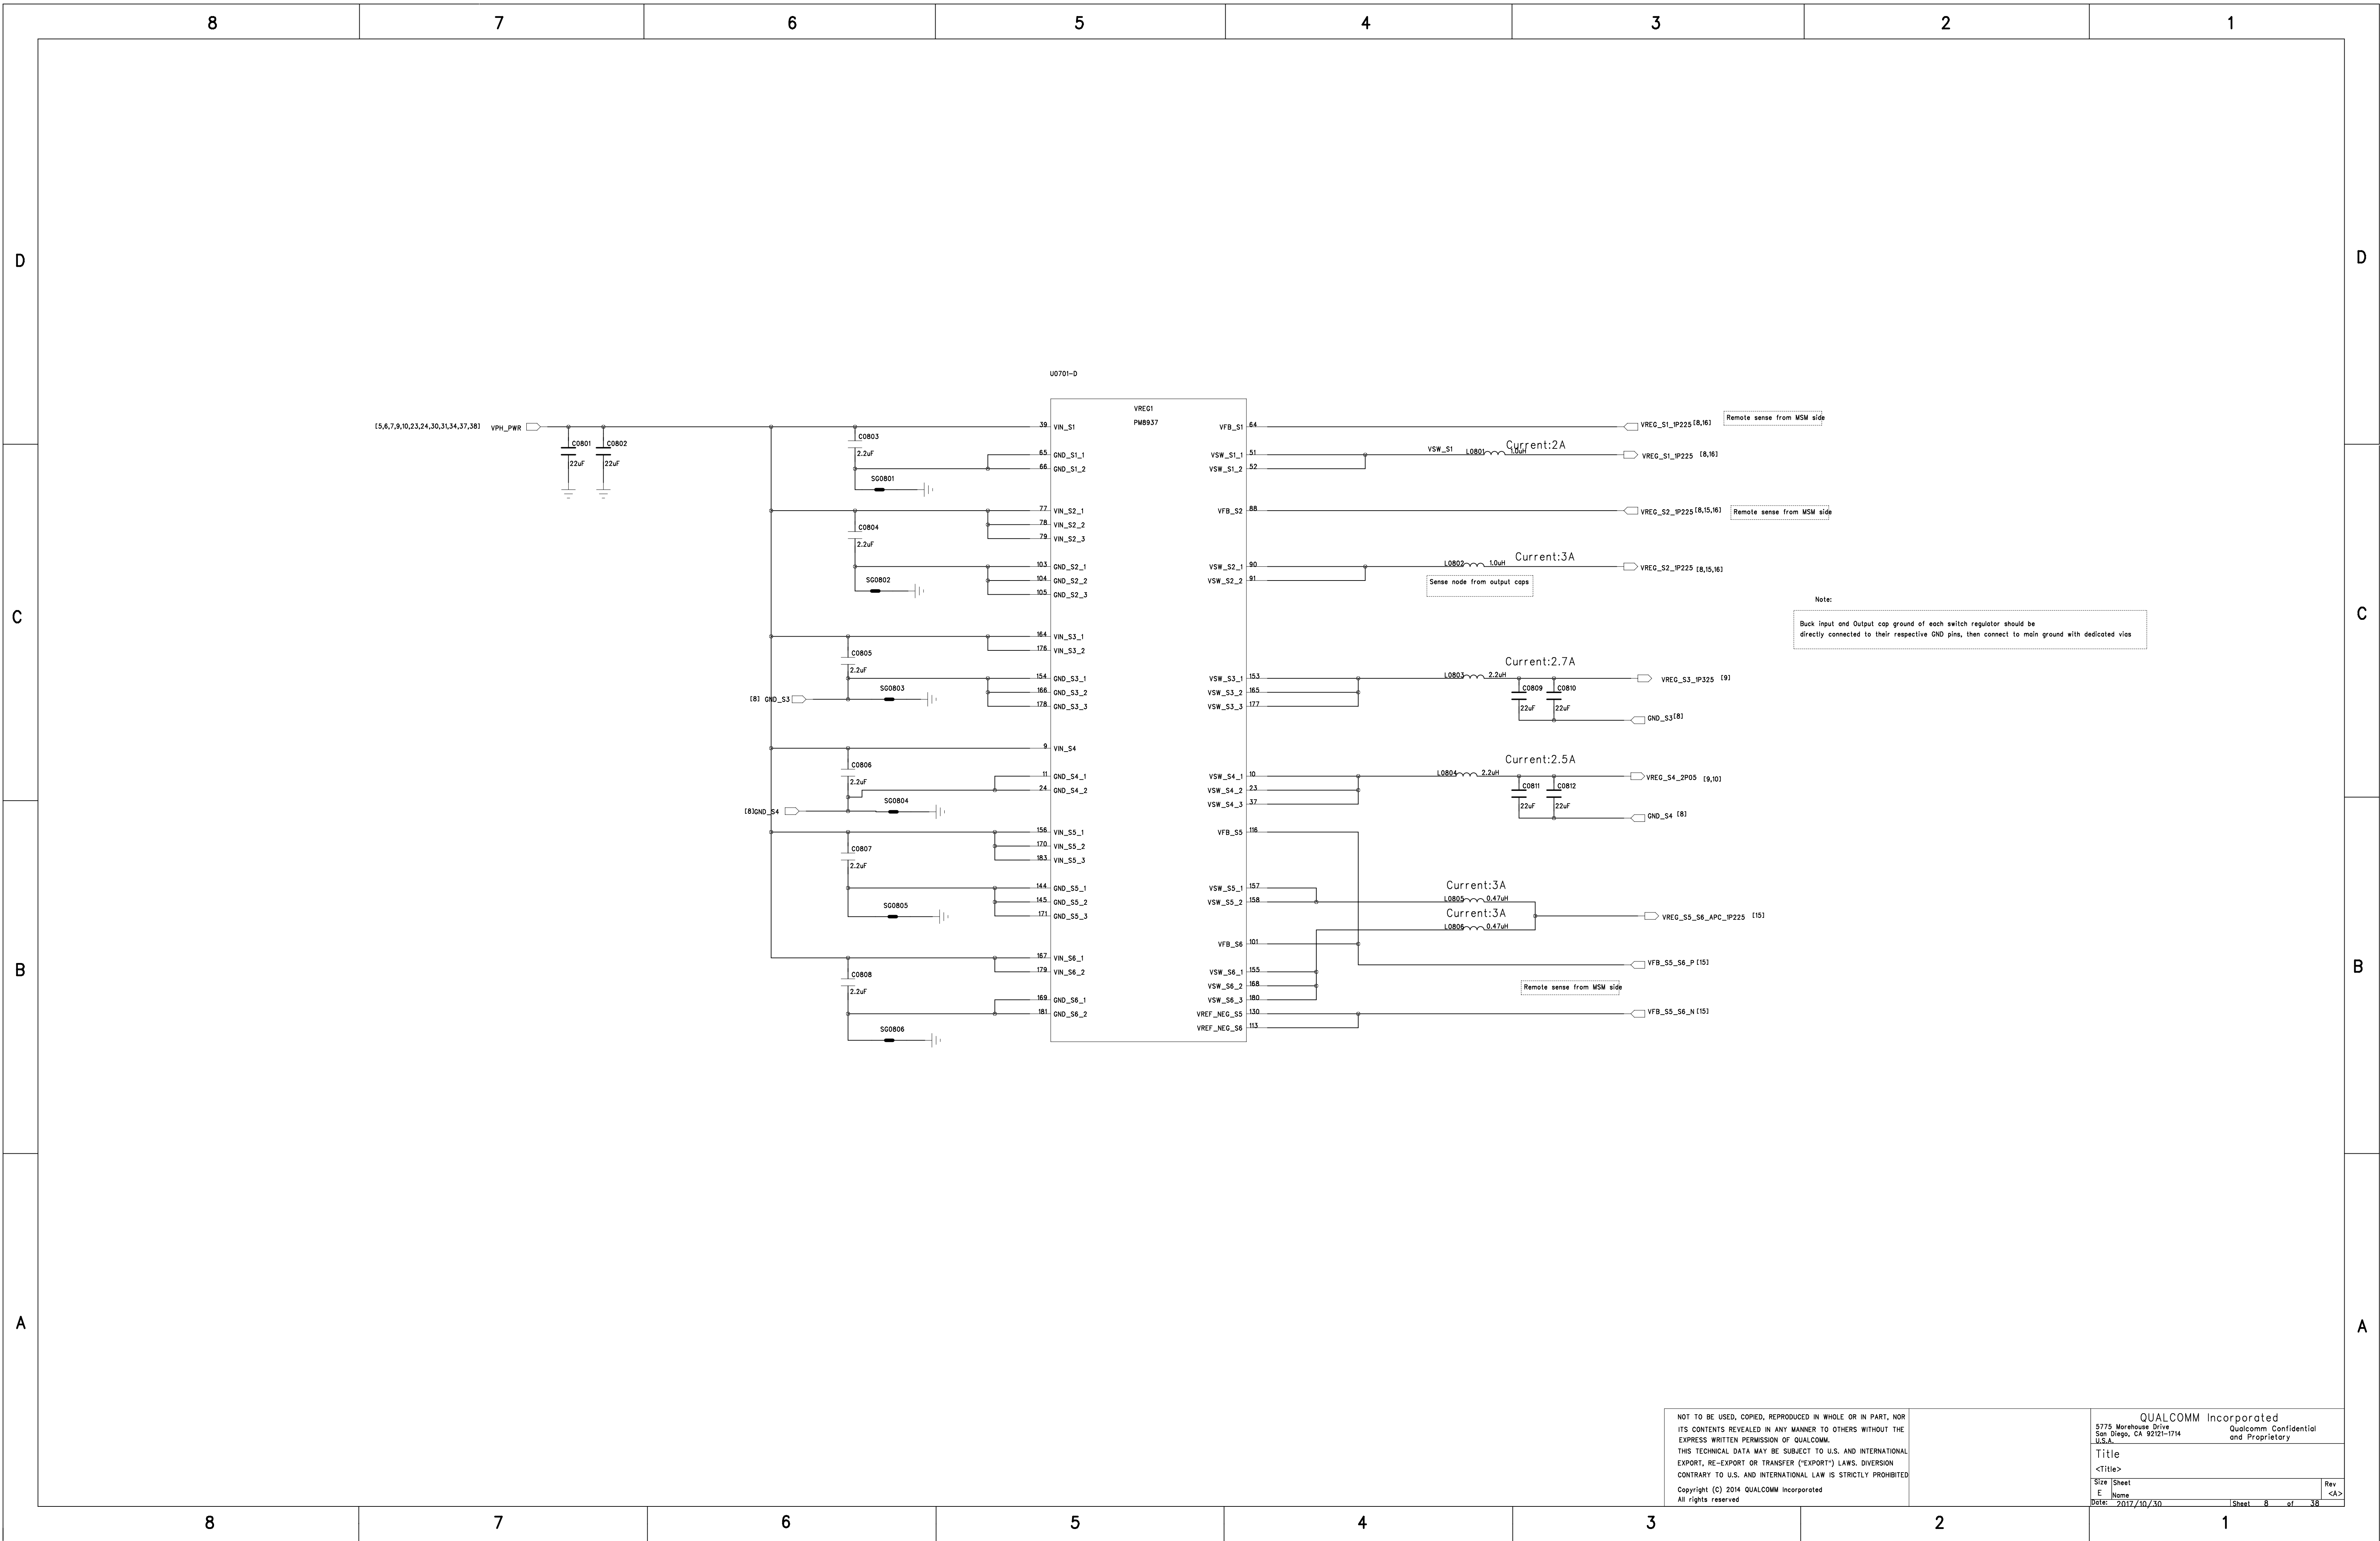 8 7 6 5 4 3 2 1
D D
U0701-D
VREG1
PM8937
[5,6,7,9,10,23,24,30,31,34,37,38] VPH_PWR
C0801
22uF
C0802
22uF
C0803
2.2uF
SG0801
39 VIN_S1
65 GND_S1_1
66 GND_S1_2
C0804
2.2uF
SG0802
77 VIN_S2_1
78 VIN_S2_2
79 VIN_S2_3
103 GND_S2_1
104 GND_S2_2
105 GND_S2_3
C C
C0805
2.2uF
[8] GND_S3
SG0803
164 VIN_S3_1
176 VIN_S3_2
154 GND_S3_1
166 GND_S3_2
178 GND_S3_3
C0806
2.2uF
[8]GND_S4
SG0804
9 VIN_S4
11 GND_S4_1
24 GND_S4_2
C0807
2.2uF
SG0805
156 VIN_S5_1
170 VIN_S5_2
183 VIN_S5_3
144 GND_S5_1
145 GND_S5_2
171 GND_S5_3
C0808
2.2uF
SG0806
167 VIN_S6_1
179 VIN_S6_2
169 GND_S6_1
181 GND_S6_2
VFB_S1 64
VREG_S1_1P225 [8,16]
Remote sense from MSM side
VSW_S1_1 51
VSW_S1_2 52
VSW_S1
L0801
1.0uH
Current:2A
VREG_S1_1P225 [8,16]
VFB_S2 88
VREG_S2_1P225 [8,15,16]
Remote sense from MSM side
VSW_S2_1 90
VSW_S2_2 91
L0802
1.0uH
Current:3A
VREG_S2_1P225 [8,15,16]
Sense node from output caps
Note:
Buck input and Output cap ground of each switch regulator should be
directly connected to their respective GND pins, then connect to main ground with dedicated vias
VSW_S3_1 153
VSW_S3_2 165
VSW_S3_3 177
Current:2.7A
L0803
2.2uH
C0809
22uF
C0810
22uF
VREG_S3_1P325 [9]
GND_S3[8]
VSW_S4_1 10
VSW_S4_2 23
VSW_S4_3 37
Current:2.5A
L0804
2.2uH
C0811
22uF
C0812
22uF
VREG_S4_2P05 [9,10]
GND_S4 [8]
VFB_S5 116
VSW_S5_1 157
VSW_S5_2 158
Current:3A
L0805
0.47uH
Current:3A
L0806
0.47uH
VREG_S5_S6_APC_1P225 [15]
VFB_S6 101
VFB_S5_S6_P [15]
VSW_S6_1 155
VSW_S6_2 168
VSW_S6_3 180
Remote sense from MSM side
VREF_NEG_S5 130
VREF_NEG_S6 113
VFB_S5_S6_N [15]
B B
A A
NOT TO BE USED, COPIED, REPRODUCED IN WHOLE OR IN PART, NOR
ITS CONTENTS REVEALED IN ANY MANNER TO OTHERS WITHOUT THE
EXPRESS WRITTEN PERMISSION OF QUALCOMM.
THIS TECHNICAL DATA MAY BE SUBJECT TO U.S. AND INTERNATIONAL
EXPORT, RE-EXPORT OR TRANSFER ("EXPORT") LAWS. DIVERSION
CONTRARY TO U.S. AND INTERNATIONAL LAW IS STRICTLY PROHIBITED
Copyright (C) 2014 QUALCOMM Incorporated
All rights reserved
QUALCOMM Incorporated
5775 Morehouse Drive
San Diego, CA 92121-1714
U.S.A.
Qualcomm Confidential
and Proprietary
Title
<Title>
Size
E
Sheet
Name
Rev
<A>
Date: 2017/10/30
Sheet 8 of 38
8 7 6 5 4 3 2 1